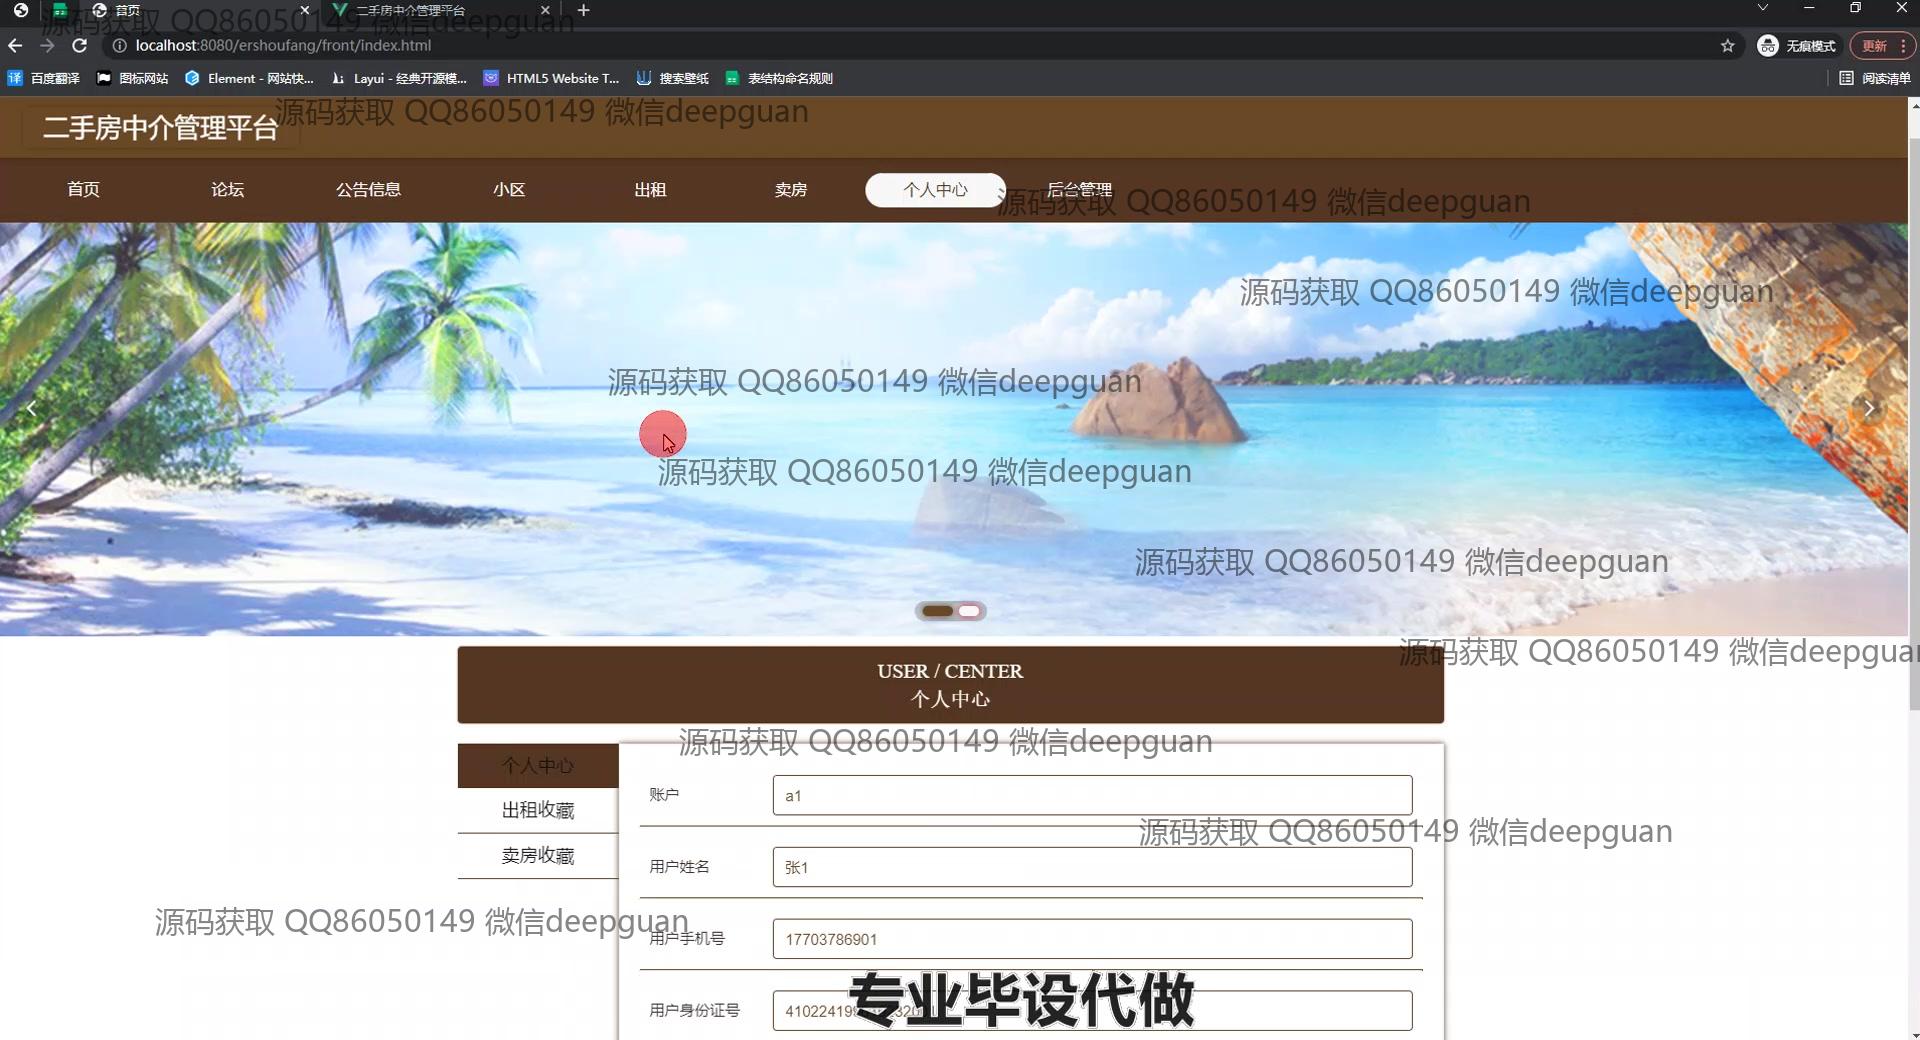 首页
二手房中介管理平台
源码获取 QQ86050149 微信deepguan
localhost:8080/ershoufang/front/index.html
无痕模式
更新
百度翻译
图标网站
Element - 网站快...
Layui - 经典开源模...
HTML5 Website T...
搜索壁纸
表结构命名规则
阅读清单
源码获取 QQ86050149 微信deepguan
二手房中介管理平台
首页
论坛
公告信息
小区
出租
卖房
个人中心
后台管理
源码获取 QQ86050149 微信deepguan
源码获取 QQ86050149 微信deepguan
源码获取 QQ86050149 微信deepguan
源码获取 QQ86050149 微信deepguan
源码获取 QQ86050149 微信deepguan
源码获取 QQ86050149 微信deepguan
USER / CENTER
个人中心
源码获取 QQ86050149 微信deepguan
个人中心
出租收藏
卖房收藏
账户
a1
源码获取 QQ86050149 微信deepguan
用户姓名
张1
源码获取 QQ86050149 微信deepguan
用户手机号
17703786901
用户身份证号
专业毕设代做